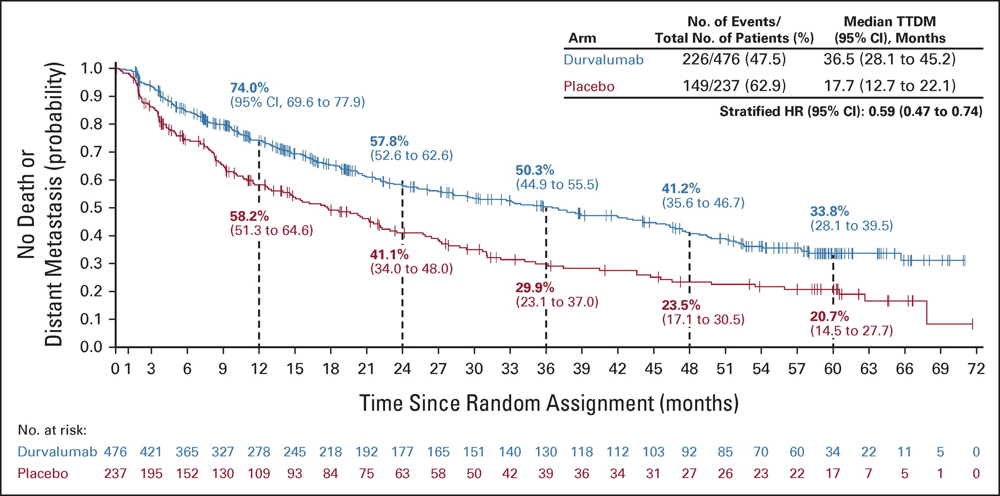 No. of Events/ Median TTDM
Arm Total No. of Patients (%) (95% CI), Months
Durvalumab 226/476 (47.5) 36.5 (28.1 to 45.2)
Placebo 149/237 (62.9) 17.7 (12.7 to 22.1)
Stratified HR (95% CI): 0.59 (0.47 to 0.74)
No Death or
Distant Metastasis (probability)
1.0
0.9
0.8
0.7
0.6
0.5
0.4
0.3
0.2
0.1
0.0
74.0%
(95% CI, 69.6 to 77.9)
57.8%
(52.6 to 62.6)
50.3%
(44.9 to 55.5)
41.2%
(35.6 to 46.7)
33.8%
(28.1 to 39.5)
58.2%
(51.3 to 64.6)
41.1%
(34.0 to 48.0)
29.9%
(23.1 to 37.0)
23.5%
(17.1 to 30.5)
20.7%
(14.5 to 27.7)
0 1 3 6 9 12 15 18 21 24 27 30 33 36 39 42 45 48 51 54 57 60 63 66 69 72
Time Since Random Assignment (months)
No. at risk:
Durvalumab 476 421 365 327 278 245 218 192 177 165 151 140 130 118 112 103 92 85 70 60 34 22 11 5 0
Placebo 237 195 152 130 109 93 84 75 63 58 50 42 39 36 34 31 27 26 23 22 17 7 5 1 0